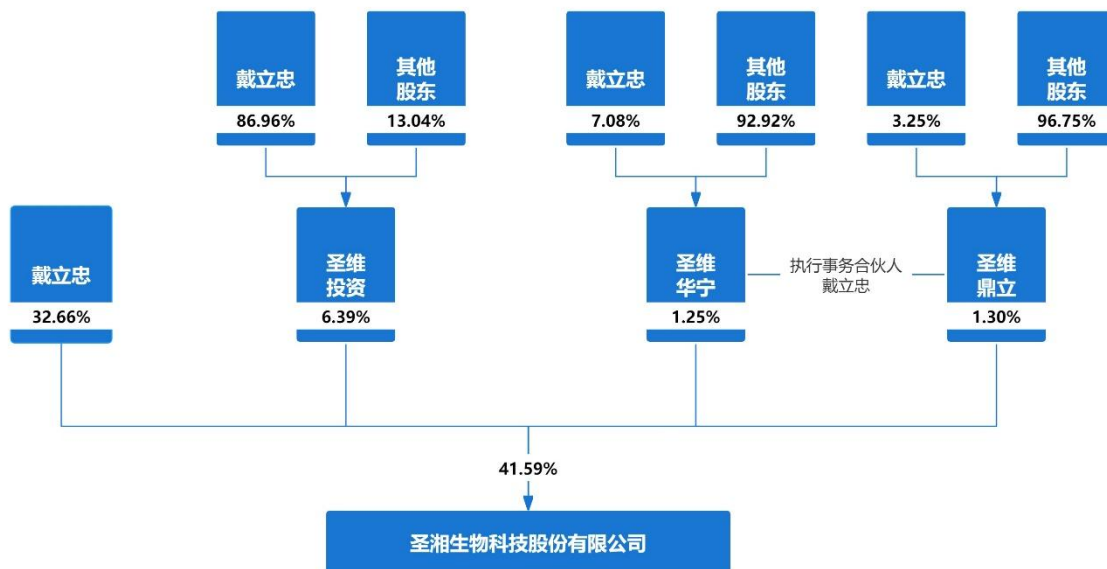 戴立忠
其他
股东
戴立忠
其他
股东
戴立忠
其他
股东
86.96%
13.04%
7.08%
92.92%
3.25%
96.75%
戴立忠
圣维
投资
圣维
华宁
执行事务合伙人
戴立忠
圣维
鼎立
32.66%
6.39%
1.25%
1.30%
41.59%
圣湘生物科技股份有限公司